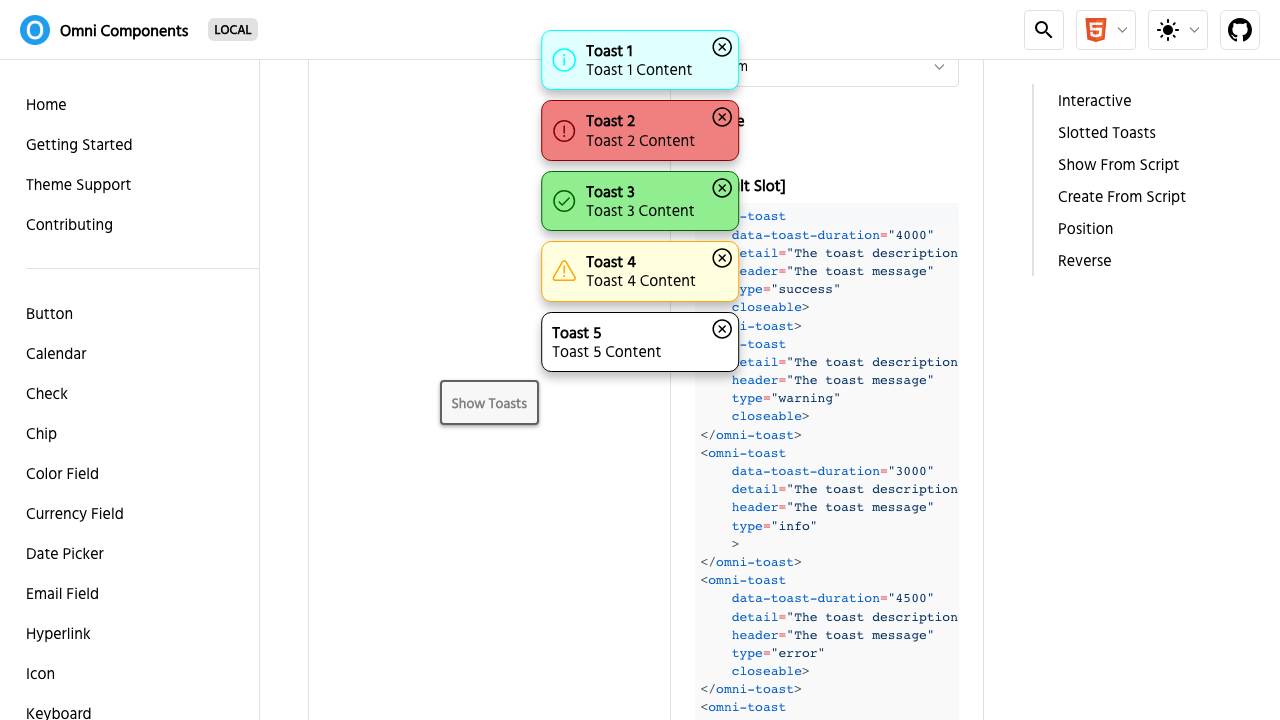 Omni Components
LOCAL
Home
Getting Started
Theme Support
Contributing
Button
Calendar
Check
Chip
Color Field
Currency Field
Date Picker
Email Field
Hyperlink
Icon
Keyboard
Toast 1
Toast 1 Content
Toast 2
Toast 2 Content
Toast 3
Toast 3 Content
Toast 4
Toast 4 Content
Toast 5
Toast 5 Content
Show Toasts
data-toast-duration="4000"
detail="The toast description
header="The toast message"
type="success"
closeable>
detail="The toast description
header="The toast message"
type="warning"
closeable>
</omni-toast>
<omni-toast
data-toast-duration="3000"
detail="The toast description
header="The toast message"
type="info"
>
</omni-toast>
<omni-toast
data-toast-duration="4500"
detail="The toast description
header="The toast message"
type="error"
closeable>
</omni-toast>
<omni-toast
Interactive
Slotted Toasts
Show From Script
Create From Script
Position
Reverse